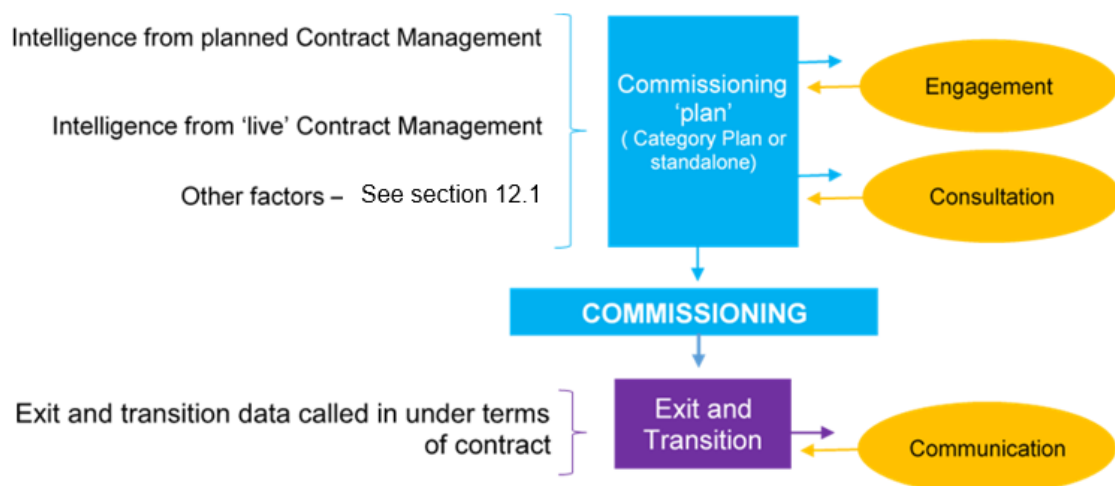 Intelligence from planned Contract Management
Intelligence from ‘live’ Contract Management
Other factors – See section 12.1
Commissioning
‘plan’
( Category Plan or
standalone)
Engagement
Consultation
COMMISSIONING
Exit and transition data called in under terms
of contract
Exit and
Transition
Communication